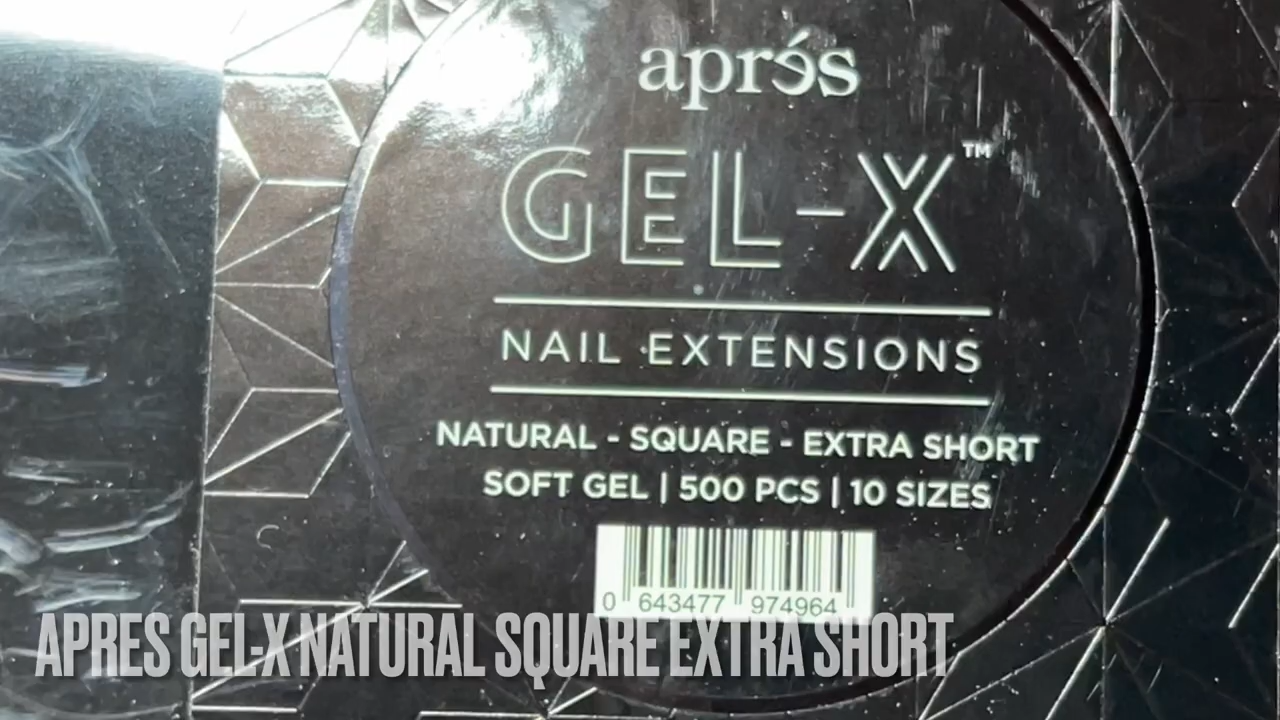 aprés
GEL-X™
NAIL EXTENSIONS
NATURAL - SQUARE - EXTRA SHORT
SOFT GEL | 500 PCS | 10 SIZES
0 643477 974964
APRES GEL-X NATURAL SQUARE EXTRA SHORT